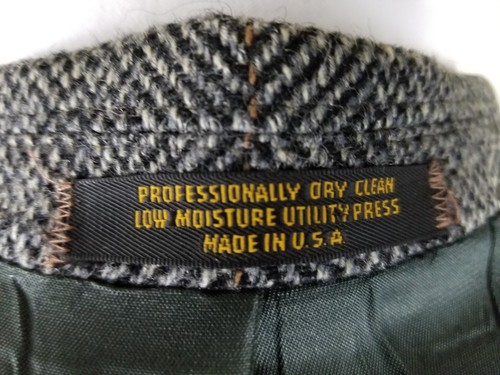 PROFESSIONALLY DRY CLEAN
LOW MOISTURE UTILITY PRESS
MADE IN U.S.A.